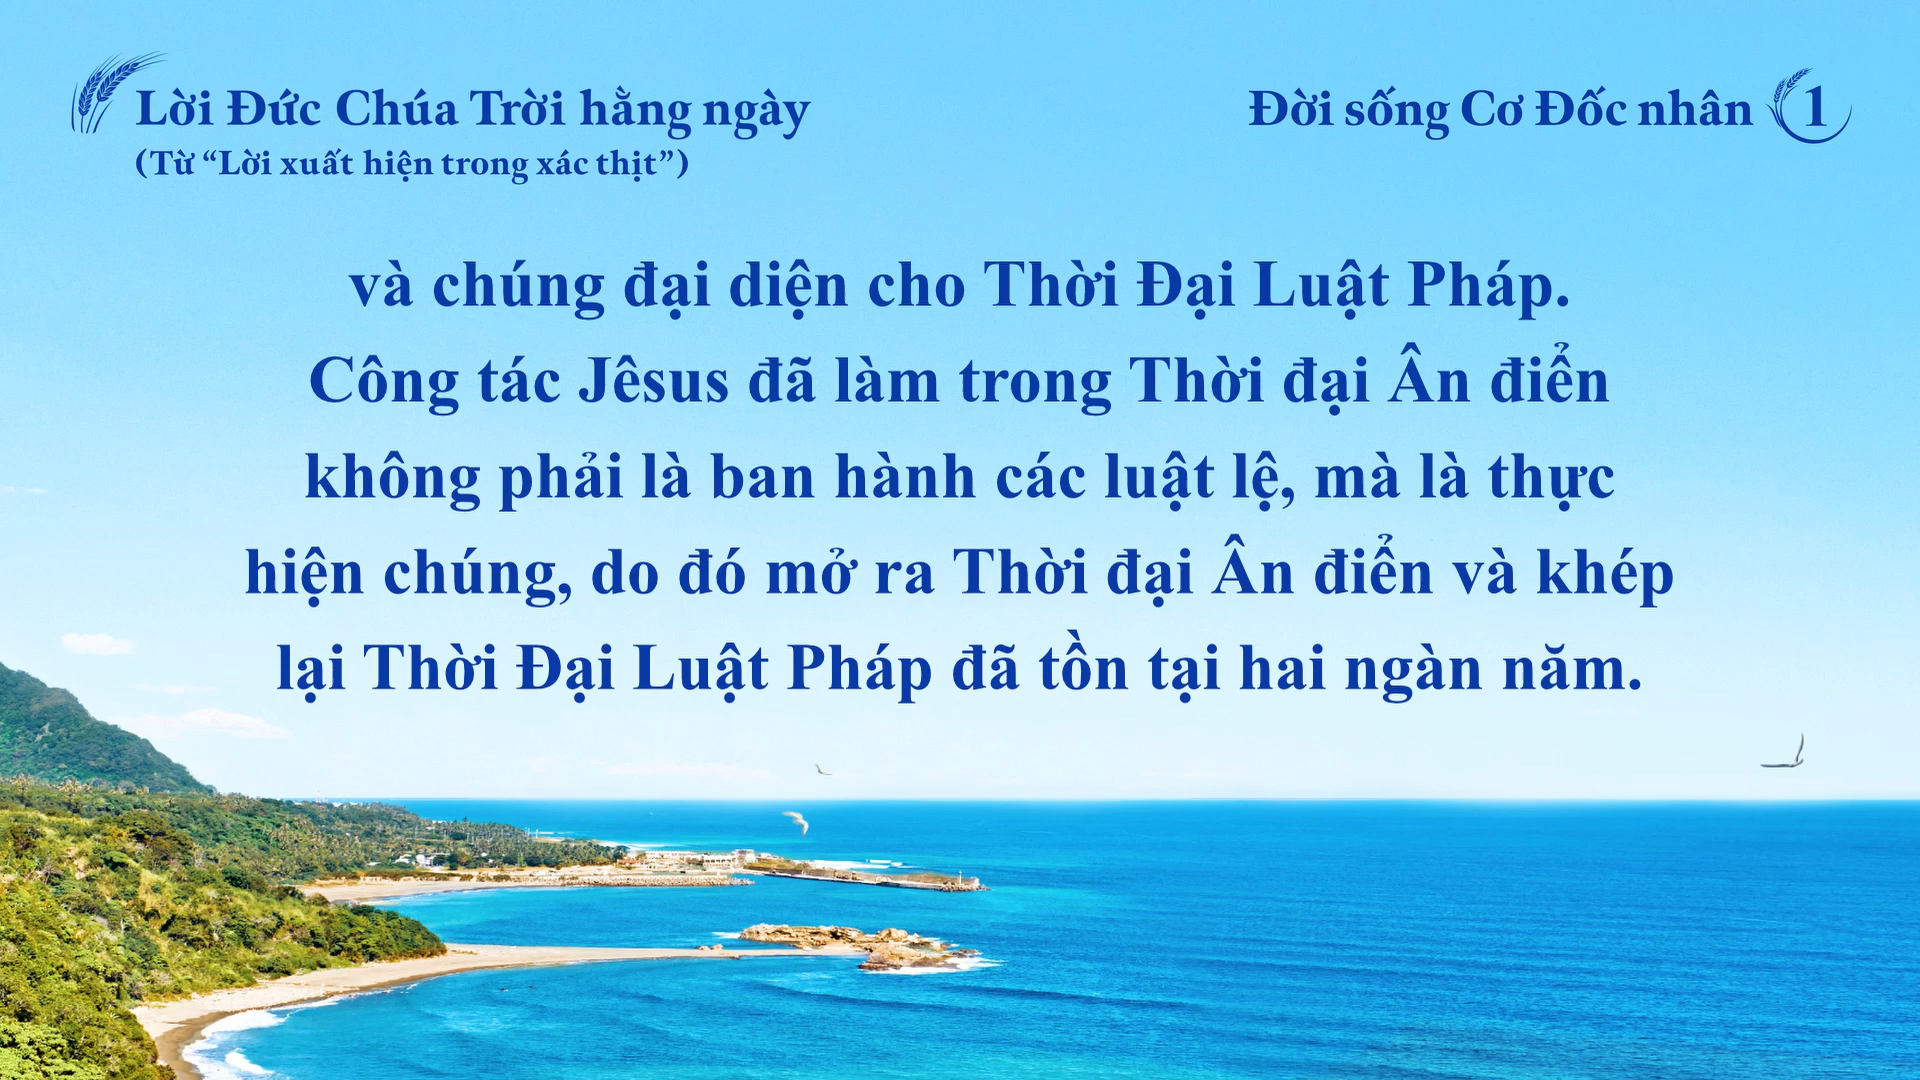 Lời Đức Chúa Trời hằng ngày
(Từ “Lời xuất hiện trong xác thịt”)
Đời sống Cơ Đốc nhân 1
và chúng đại diện cho Thời Đại Luật Pháp.
Công tác Jêsus đã làm trong Thời đại Ân điển
không phải là ban hành các luật lệ, mà là thực
hiện chúng, do đó mở ra Thời đại Ân điển và khép
lại Thời Đại Luật Pháp đã tồn tại hai ngàn năm.